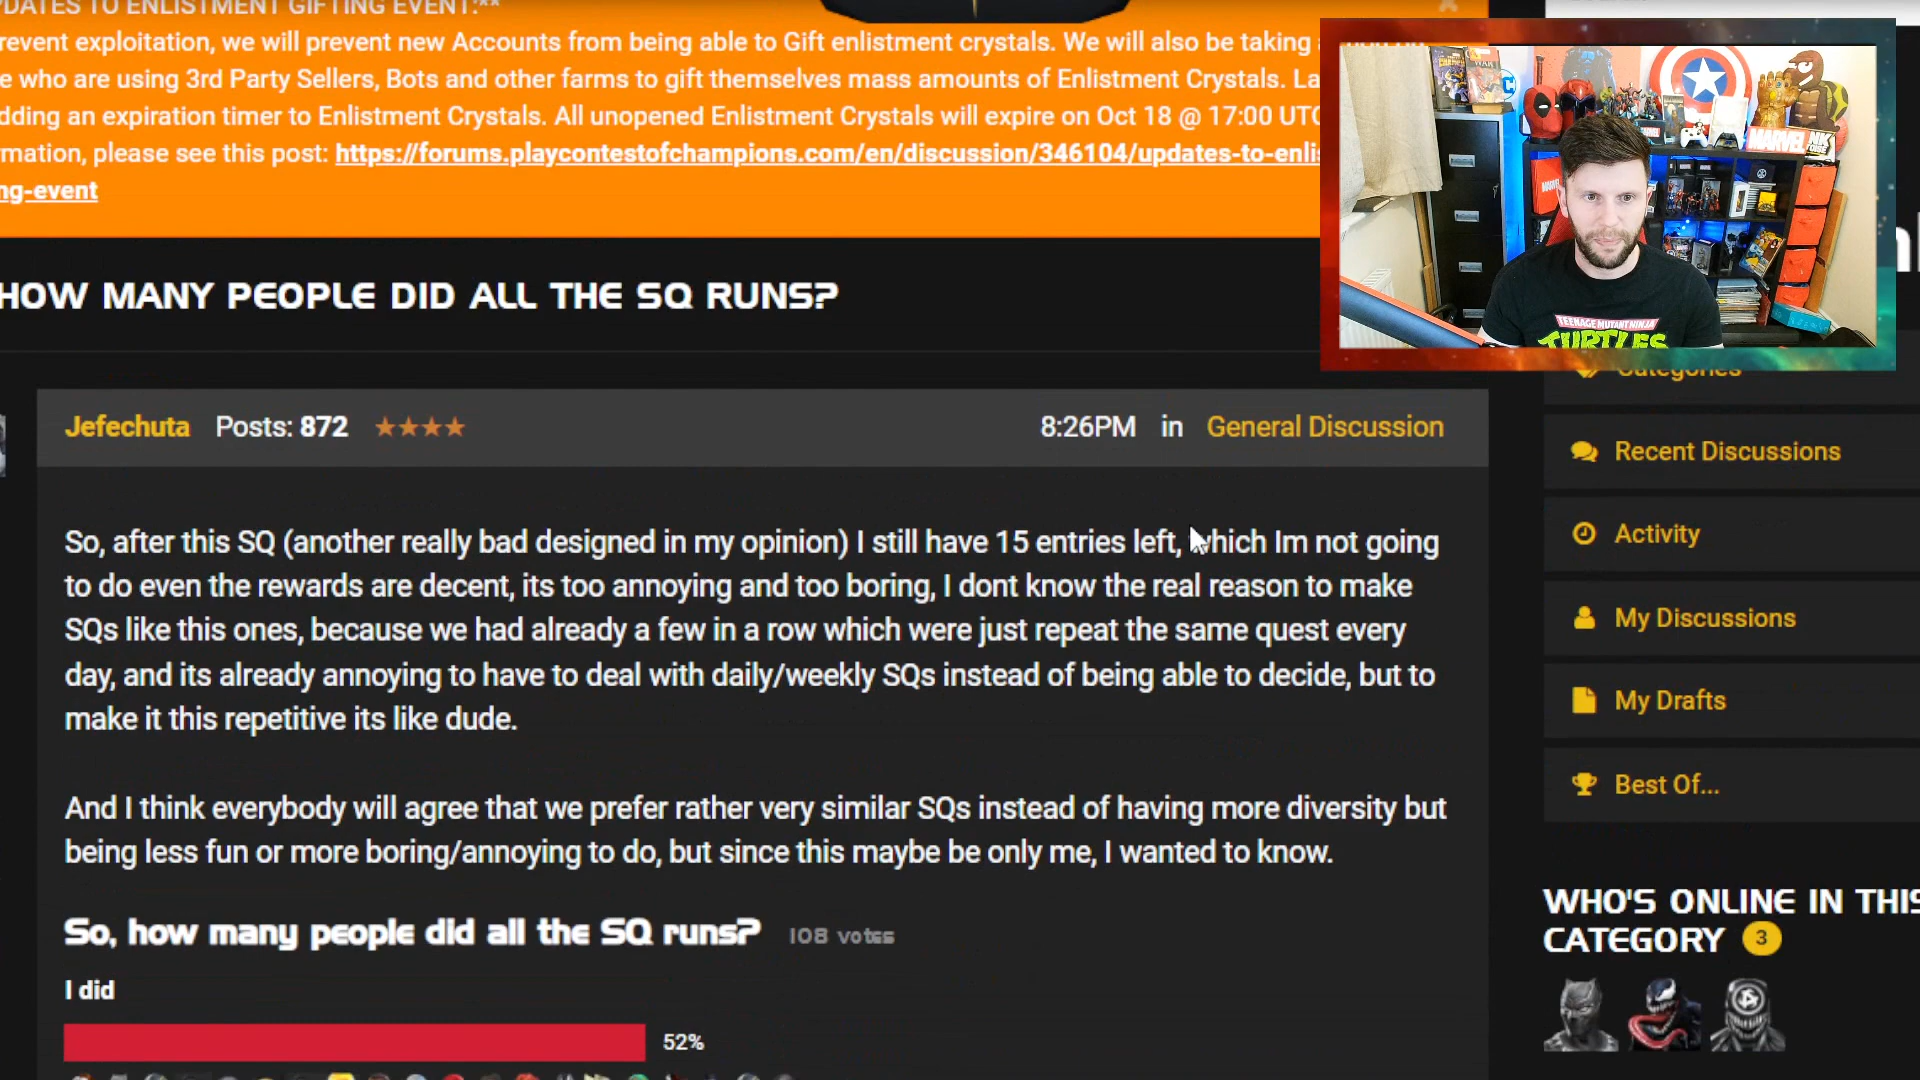 PDATES TO ENLISTMENT GIFTING EVENT:**
revent exploitation, we will prevent new Accounts from being able to Gift enlistment crystals. We will also be taking
e who are using 3rd Party Sellers, Bots and other farms to gift themselves mass amounts of Enlistment Crystals. La
dding an expiration timer to Enlistment Crystals. All unopened Enlistment Crystals will expire on Oct 18 @ 17:00 UTC
rmation, please see this post: https://forums.playcontestofchampions.com/en/discussion/346104/updates-to-enlis
ng-event
MARVEL
TEENAGE MUTANT NINJA
TURTLES
HOW MANY PEOPLE DID ALL THE SQ RUNS?
Jefechuta Posts: 872 ★★★★ 8:26PM in General Discussion
So, after this SQ (another really bad designed in my opinion) I still have 15 entries left, which Im not going
to do even the rewards are decent, its too annoying and too boring, I dont know the real reason to make
SQs like this ones, because we had already a few in a row which were just repeat the same quest every
day, and its already annoying to have to deal with daily/weekly SQs instead of being able to decide, but to
make it this repetitive its like dude.
And I think everybody will agree that we prefer rather very similar SQs instead of having more diversity but
being less fun or more boring/annoying to do, but since this maybe be only me, I wanted to know.
So, how many people did all the SQ runs? 108 votes
I did
52%
Categories
Recent Discussions
Activity
My Discussions
My Drafts
Best Of...
WHO'S ONLINE IN THIS
CATEGORY 3